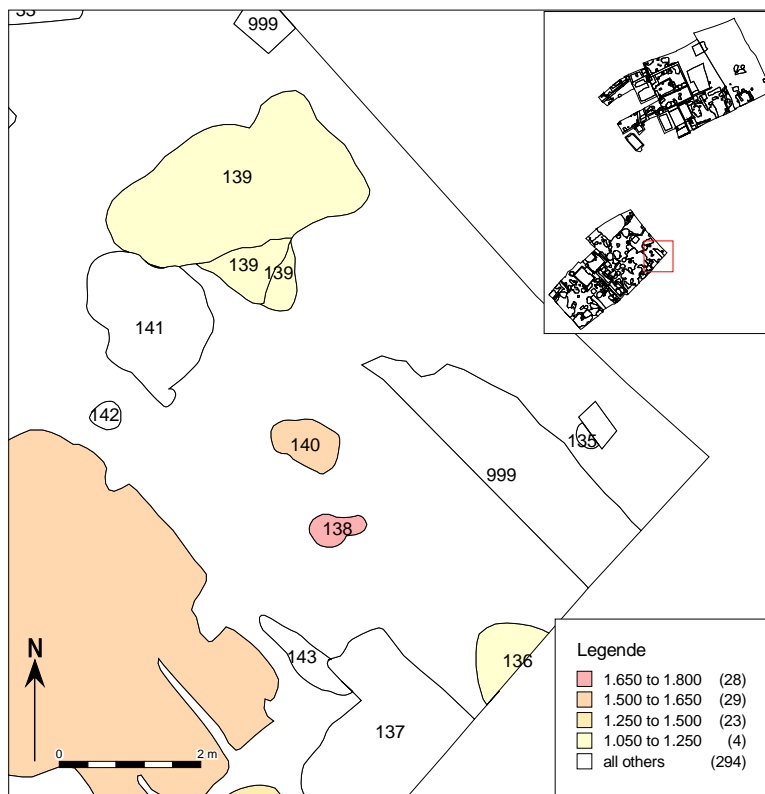 999
139
139
139
141
142
140
135
999
138
143
136
137
N
0 2 m
Legende
1.650 to 1.800 (28)
1.500 to 1.650 (29)
1.250 to 1.500 (23)
1.050 to 1.250 (4)
all others (294)